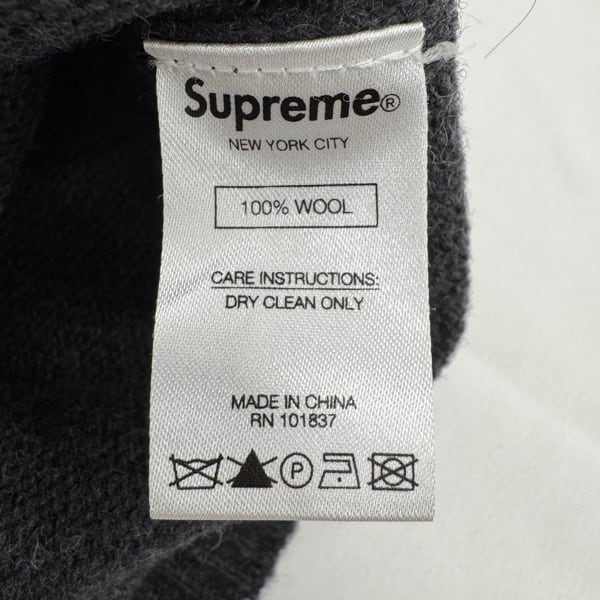 Supreme®
NEW YORK CITY
100% WOOL
CARE INSTRUCTIONS:
DRY CLEAN ONLY
MADE IN CHINA
RN 101837
P